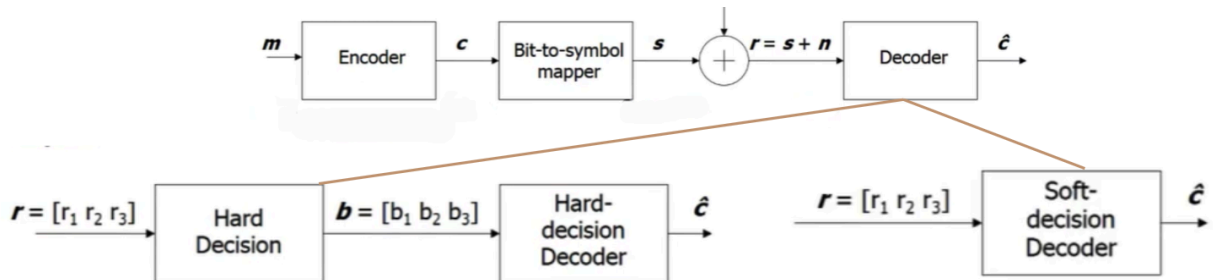 m
Encoder
c
Bit-to-symbol
mapper
s
+
r = s + n
Decoder
ĉ
r = [r₁ r₂ r₃]
Hard
Decision
b = [b₁ b₂ b₃]
Hard-
decision
Decoder
ĉ
r = [r₁ r₂ r₃]
Soft-
decision
Decoder
ĉ